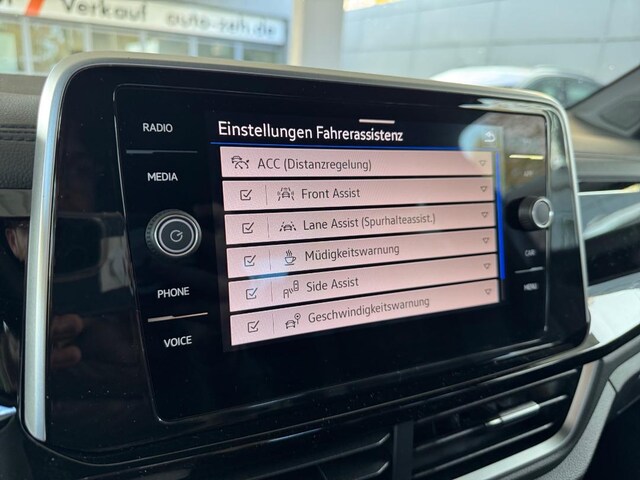 Verkauf auto-zeh.de
RADIO
MEDIA
PHONE
VOICE
Einstellungen Fahrerassistenz
ACC (Distanzregelung)
Front Assist
Lane Assist (Spurhalteassist.)
Müdigkeitswarnung
Side Assist
Geschwindigkeitswarnung
CAR
MENU